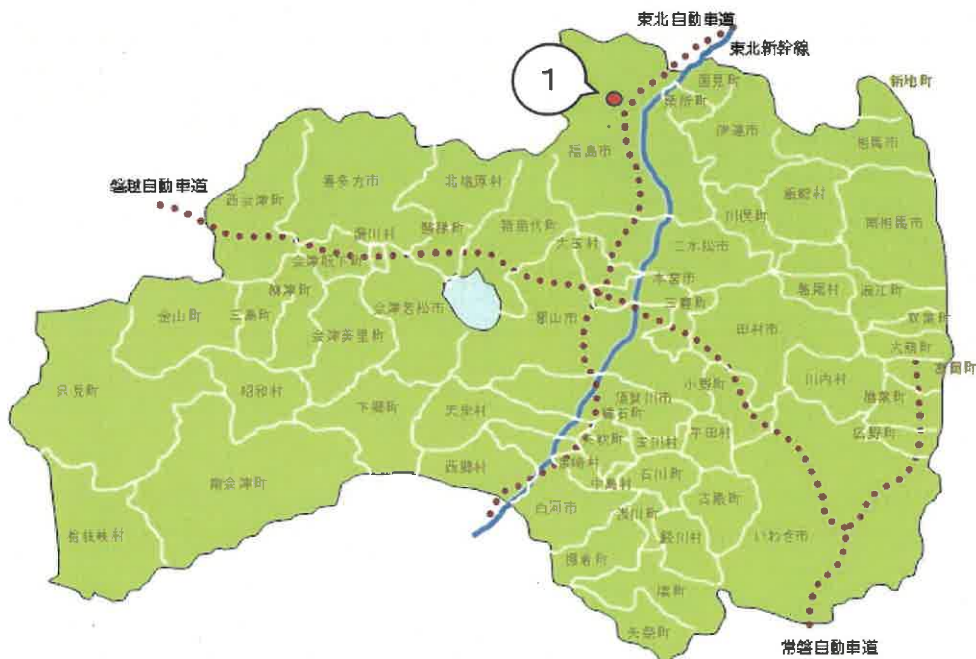 東北自動車道
東北新幹線
1
国見町
桑折町
新地町
伊達市
相馬市
福島市
喜多方市
北塩原村
飯舘村
磐越自動車道
西会津町
川俣町
南相馬市
湯川村
磐梯町
猪苗代町
大玉村
二本松市
会津坂下町
本宮市
柳津町
葛尾村
浪江町
金山町
三島町
会津若松市
三春町
郡山市
双葉町
会津美里町
田村市
大熊町
富岡町
只見町
昭和村
小野町
川内村
下郷町
天栄村
須賀川市
楢葉町
鏡石町
広野町
矢吹町
玉川村
平田村
西郷村
泉崎村
石川町
南会津町
中島村
古殿町
白河市
浅川町
いわき市
檜枝岐村
鮫川村
棚倉町
塙町
矢祭町
常磐自動車道